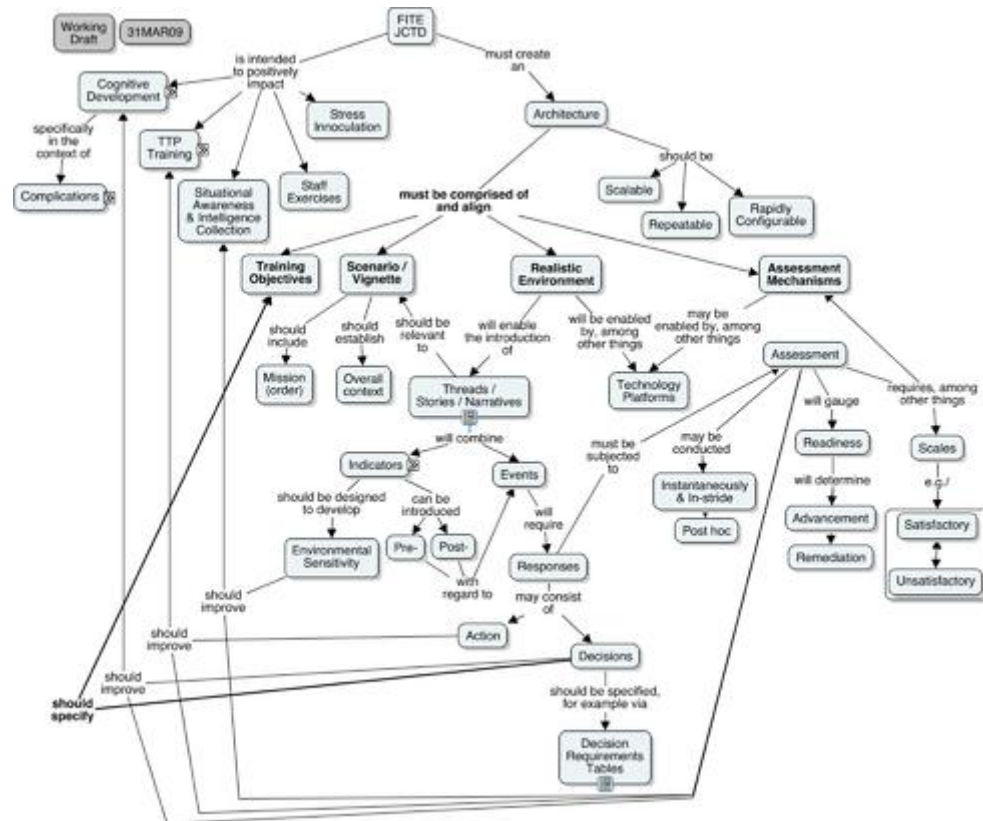 Working
Draft
31MAR09
FITE
JCTD
is intended
to positively
impact
must create
an
Cognitive
Development
Stress
Innoculation
Architecture
specifically
in the
context of
TTP
Training
should be
Complications
Situational
Awareness
& Intelligence
Collection
Staff
Exercises
must be comprised of
and align
Scalable
Repeatable
Rapidly
Configurable
Training
Objectives
Scenario /
Vignette
Realistic
Environment
Assessment
Mechanisms
should
include
should
establish
should be
relevant
to
will enable
the introduction
of
will be enabled
by, among
other things
may be
enabled by, among
other things
Assessment
Mission
(order)
Overall
context
Threads /
Stories / Narratives
Technology
Platforms
will gauge
requires, among
other things
will combine
must be
subjected
to
may be
conducted
Readiness
Scales
Indicators
Events
should be designed
to develop
can be
introduced
will
require
Instantaneously
& In-stride
will determine
e.g./
Environmental
Sensitivity
Pre-
Post-
Post hoc
Advancement
Satisfactory
with
regard to
Responses
Remediation
Unsatisfactory
should
improve
may consist
of
should
improve
Action
Decisions
should
improve
should
specify
should be specified,
for example via
Decision
Requirements
Tables